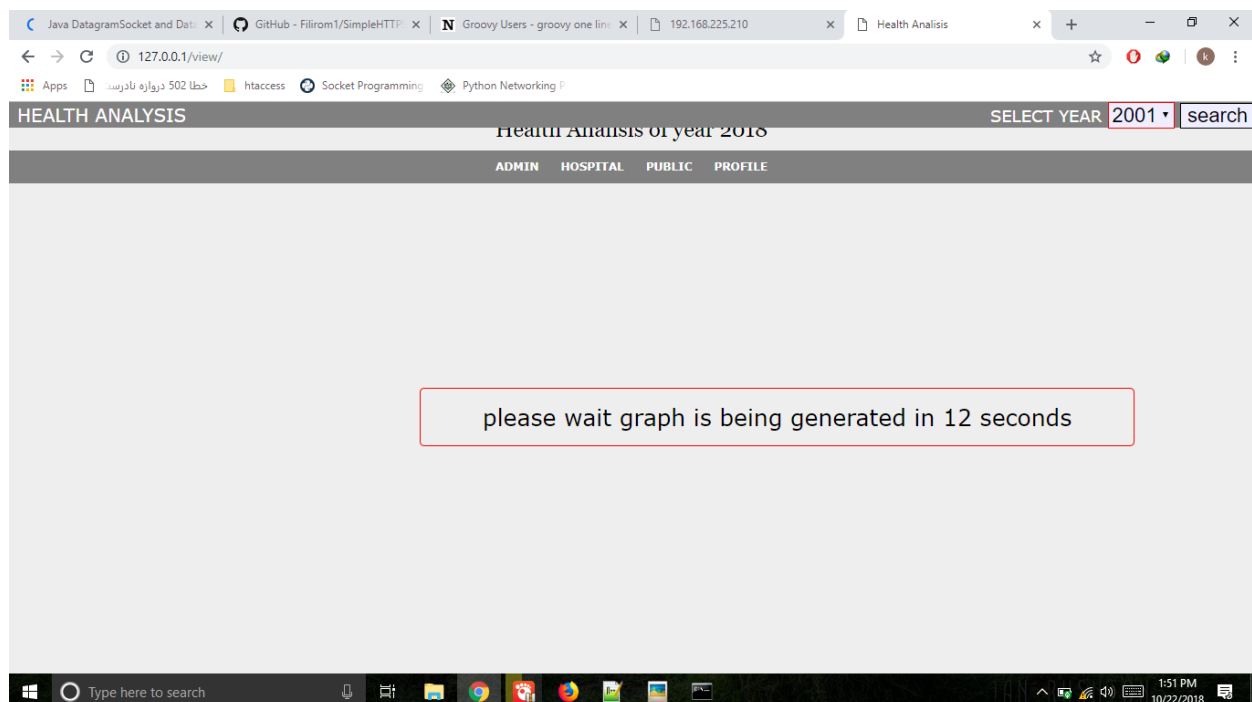 Java DatagramSocket and Data
GitHub - Filirom1/SimpleHTTP
N Groovy Users - groovy one line
192.168.225.210
Health Analisis
127.0.0.1/view/
k
Apps
خطا 502 دروازه نادرست
htaccess
Socket Programming
Python Networking P
HEALTH ANALYSIS
SELECT YEAR 2001 search
Health Analisis of year 2018
ADMIN HOSPITAL PUBLIC PROFILE
please wait graph is being generated in 12 seconds
Type here to search
1:51 PM
10/22/2018